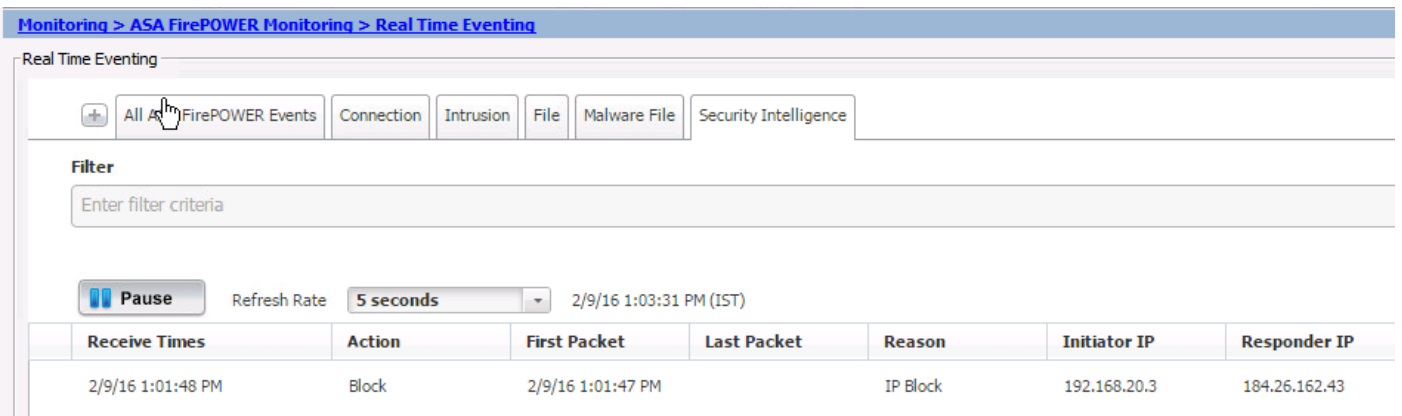 Monitoring > ASA FirePOWER Monitoring > Real Time Eventing
Real Time Eventing
All A FirePOWER Events Connection Intrusion File Malware File Security Intelligence
Filter
Enter filter criteria
Pause Refresh Rate 5 seconds 2/9/16 1:03:31 PM (IST)
Receive Times Action First Packet Last Packet Reason Initiator IP Responder IP
2/9/16 1:01:48 PM Block 2/9/16 1:01:47 PM IP Block 192.168.20.3 184.26.162.43